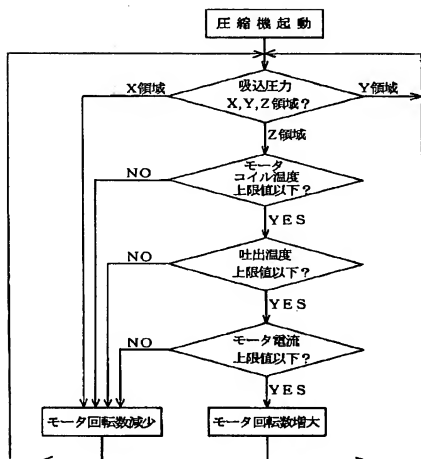 圧縮機起動
吸込圧力
X,Y,Z領域?
X領域
Y領域
Z領域
モータ
コイル温度
上限値以下?
NO
YES
吐出温度
上限値以下?
NO
YES
モータ電流
上限値以下?
NO
YES
モータ回転数減少
モータ回転数増大